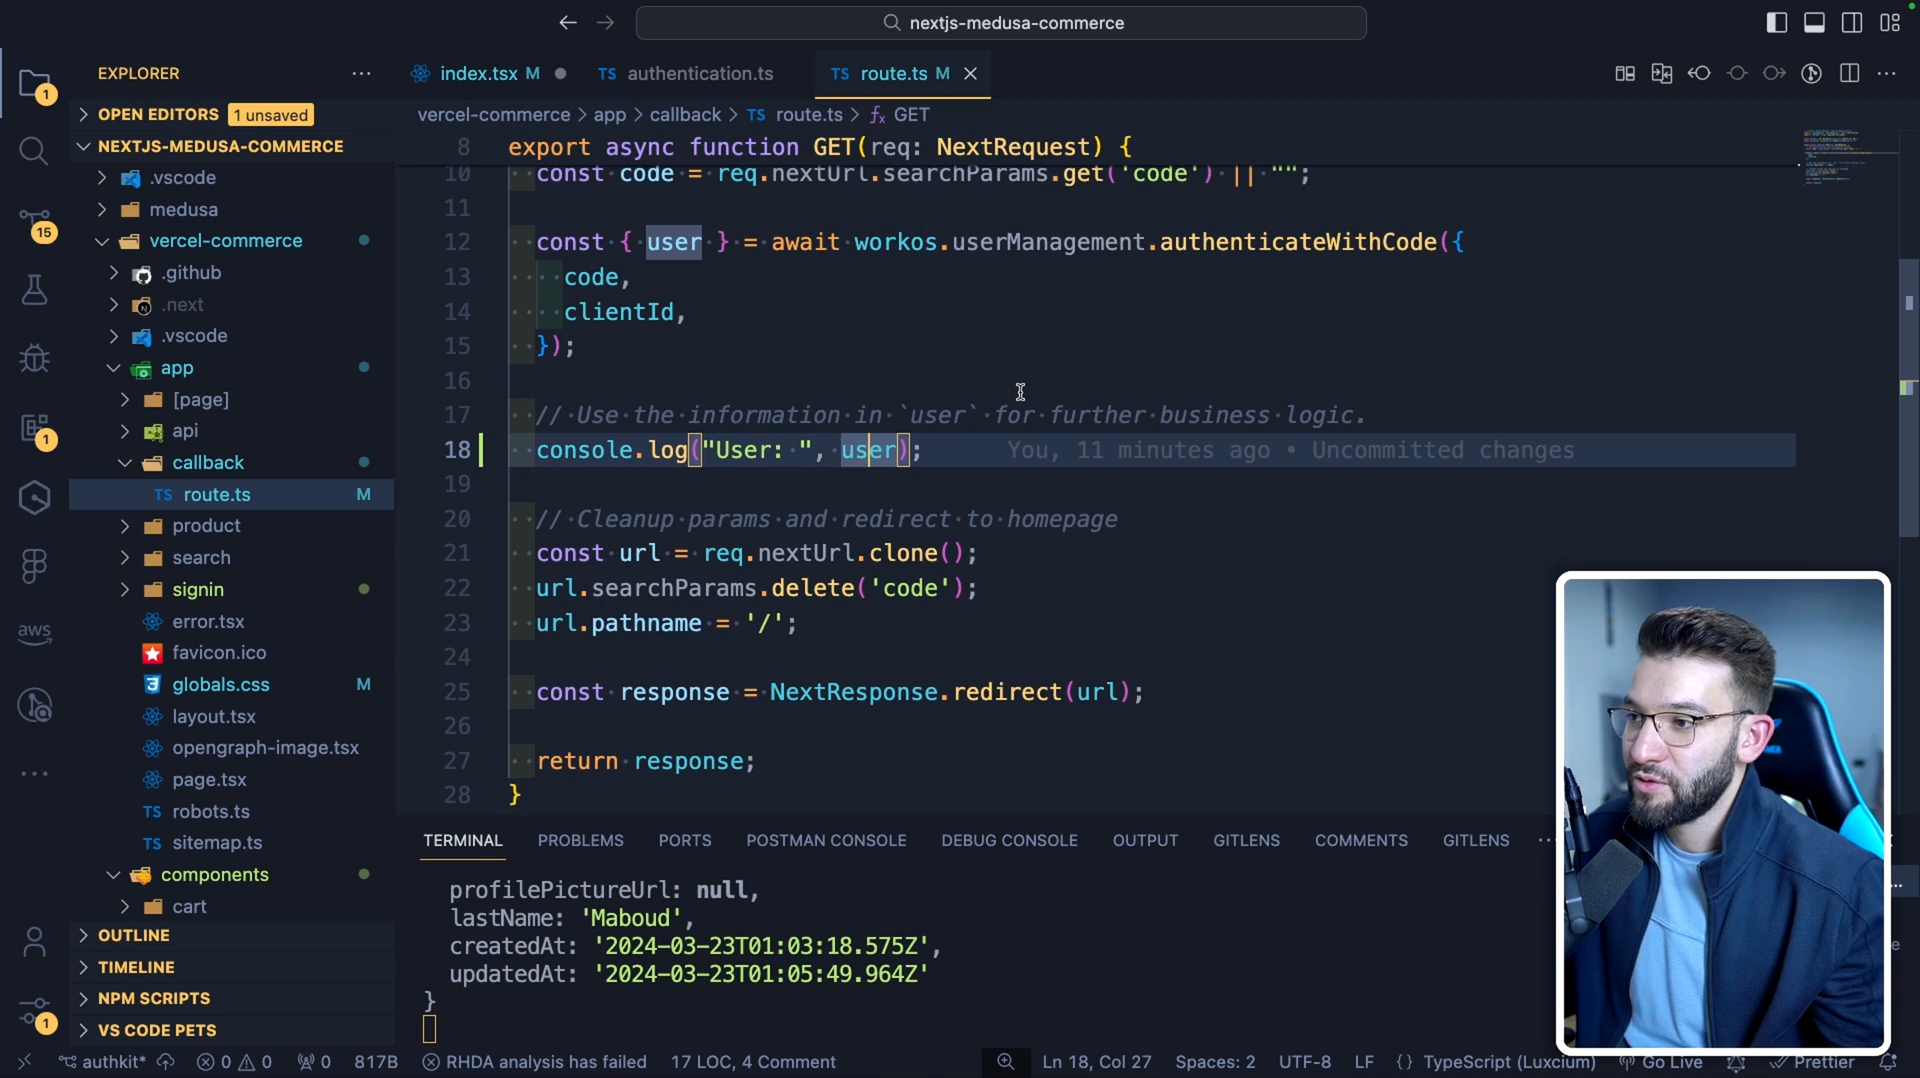 nextjs-medusa-commerce
EXPLORER
index.tsx M
TS authentication.ts
TS route.ts M
OPEN EDITORS 1 unsaved
NEXTJS-MEDUSA-COMMERCE
.vscode
medusa
vercel-commerce
.github
.next
.vscode
app
[page]
api
callback
TS route.ts M
product
search
signin
error.tsx
favicon.ico
globals.css M
layout.tsx
opengraph-image.tsx
page.tsx
TS robots.ts
TS sitemap.ts
components
cart
OUTLINE
TIMELINE
NPM SCRIPTS
VS CODE PETS
1
15
1
aws
1
vercel-commerce > app > callback > TS route.ts > GET
8 export async function GET(req: NextRequest) {
10 const code = req.nextUrl.searchParams.get('code') || "";
11
12 const { user } = await workos.userManagement.authenticateWithCode({
13 code,
14 clientId,
15 });
16
17 // Use the information in `user` for further business logic.
18 console.log("User: ", user); You, 11 minutes ago • Uncommitted changes
19
20 // Cleanup params and redirect to homepage
21 const url = req.nextUrl.clone();
22 url.searchParams.delete('code');
23 url.pathname = '/';
24
25 const response = NextResponse.redirect(url);
26
27 return response;
28 }
TERMINAL PROBLEMS PORTS POSTMAN CONSOLE DEBUG CONSOLE OUTPUT GITLENS COMMENTS GITLENS
profilePictureUrl: null,
lastName: 'Maboud',
createdAt: '2024-03-23T01:03:18.575Z',
updatedAt: '2024-03-23T01:05:49.964Z'
}
authkit* 0 0 0 817B RHDA analysis has failed 17 LOC, 4 Comment Ln 18, Col 27 Spaces: 2 UTF-8 LF {} TypeScript (Luxcium) Go Live Prettier